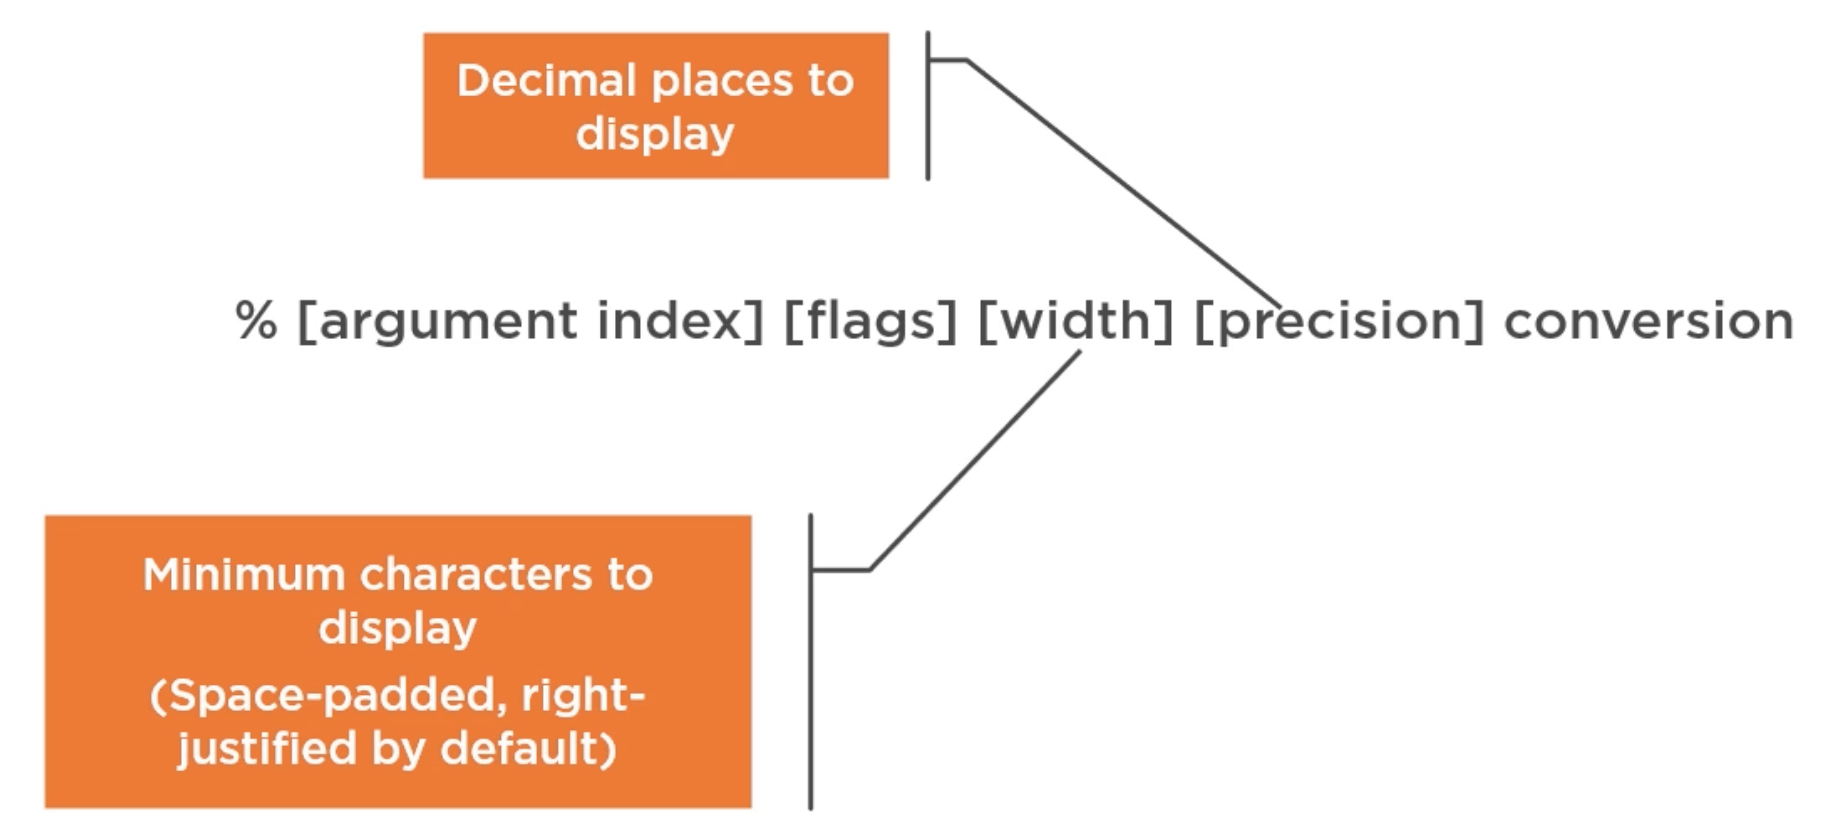 Decimal places to
display
% [argument index] [flags] [width] [precision] conversion
Minimum characters to
display
(Space-padded, right-
justified by default)